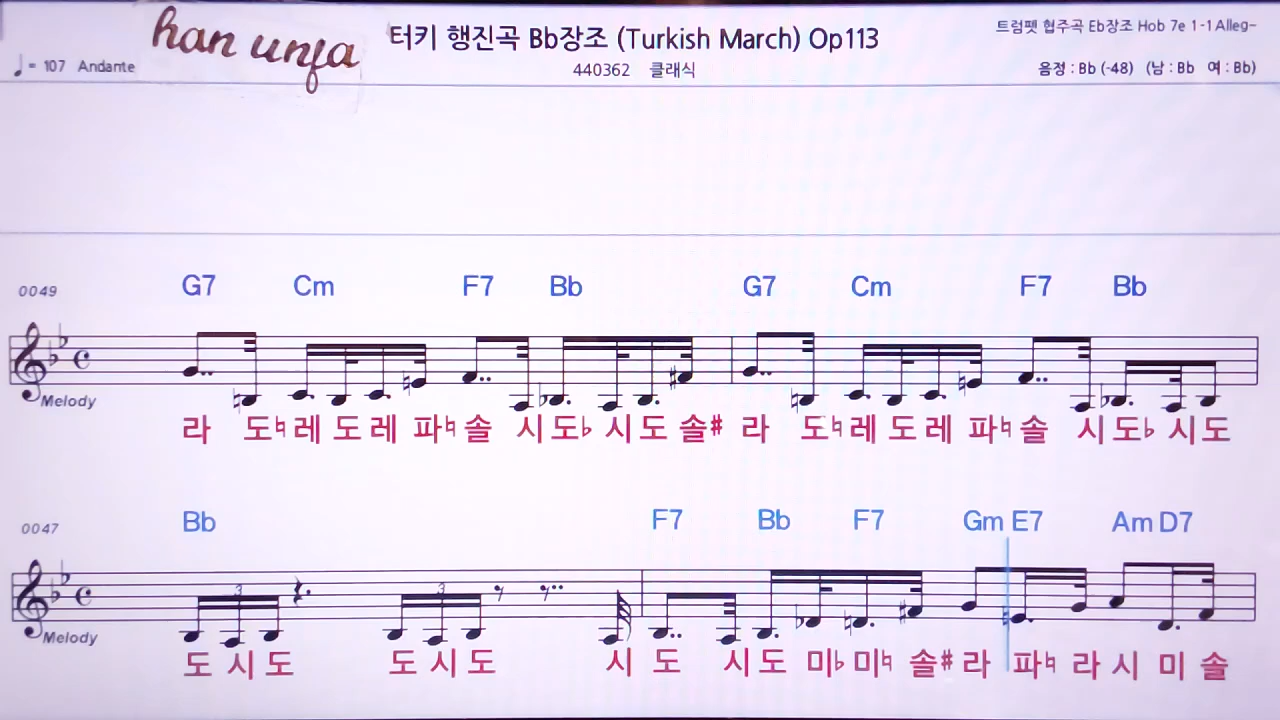 han unja
터키 행진곡 Bb장조 (Turkish March) Op113
트럼펫 협주곡 Eb장조 Hob 7e 1-1Alleg~
♩= 107 Andante
440362 클래식
음정 : Bb (-48) (남 : Bb 여 : Bb)
0049 G7 Cm F7 Bb G7 Cm F7 Bb
Melody
라 도♮ 레 도 레 파♮ 솔 시 도♭ 시 도 솔# 라 도♮ 레 도 레 파♮ 솔 시 도♭ 시 도
0047 Bb F7 Bb F7 Gm E7 Am D7
3 3
Melody
도 시 도 도 시 도 시 도 시 도 미♭ 미♮ 솔# 라 파♮ 라 시 미 솔